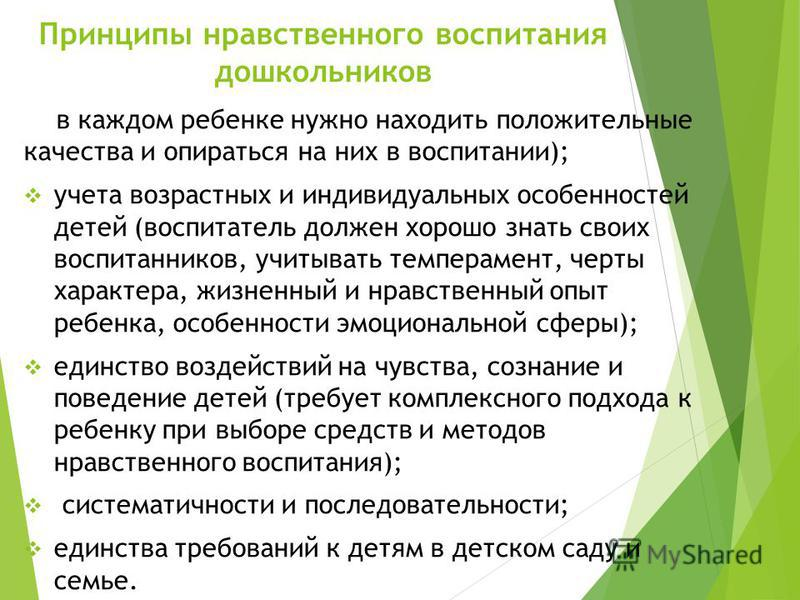 Принципы нравственного воспитания
дошкольников
в каждом ребенке нужно находить положительные
качества и опираться на них в воспитании);
учета возрастных и индивидуальных особенностей
детей (воспитатель должен хорошо знать своих
воспитанников, учитывать темперамент, черты
характера, жизненный и нравственный опыт
ребенка, особенности эмоциональной сферы);
единство воздействий на чувства, сознание и
поведение детей (требует комплексного подхода к
ребенку при выборе средств и методов
нравственного воспитания);
систематичности и последовательности;
единства требований к детям в детском саду и
семье.
MyShared